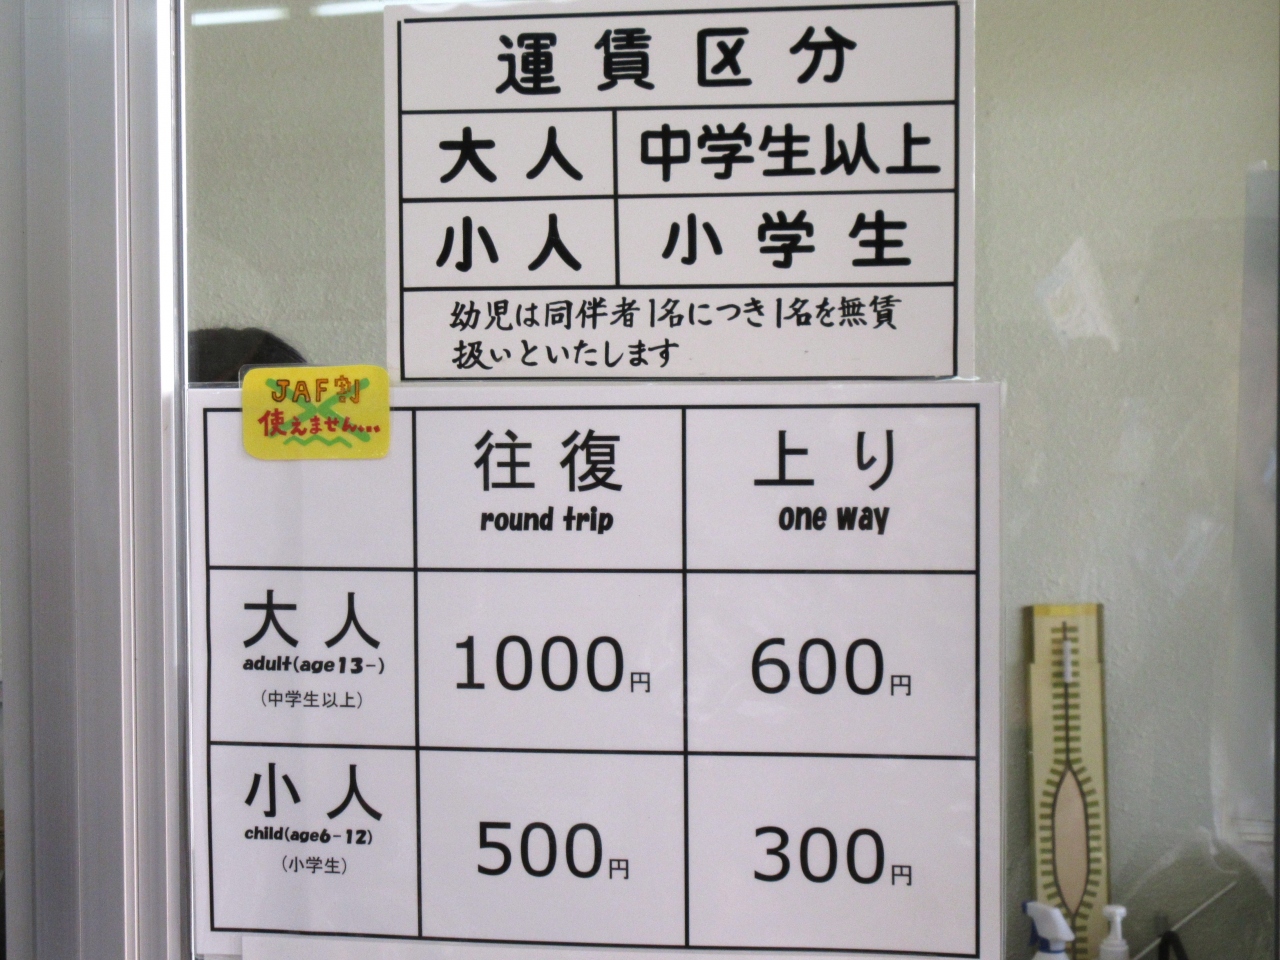 運賃区分
大人 中学生以上
小人 小学生
幼児は同伴者1名につき1名を無賃
扱いといたします
JAF割
使えません...
往復 上り
round trip one way
大人 1000円 600円
adult(age13-)
(中学生以上)
小人 500円 300円
child(age6-12)
(小学生)